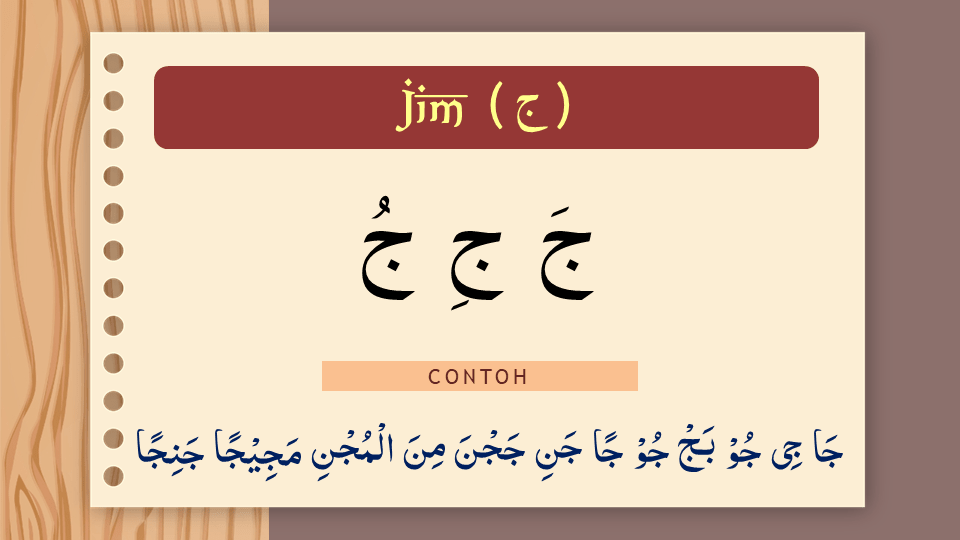 jim (ج)
جَ جِ جُ
CONTOH
جَا جِى جُوْ بَجْ جُوْ جًا جَنِ جَجْنَ مِنَ الْمُجْنِ مَجِيْجًا جَنِجًا